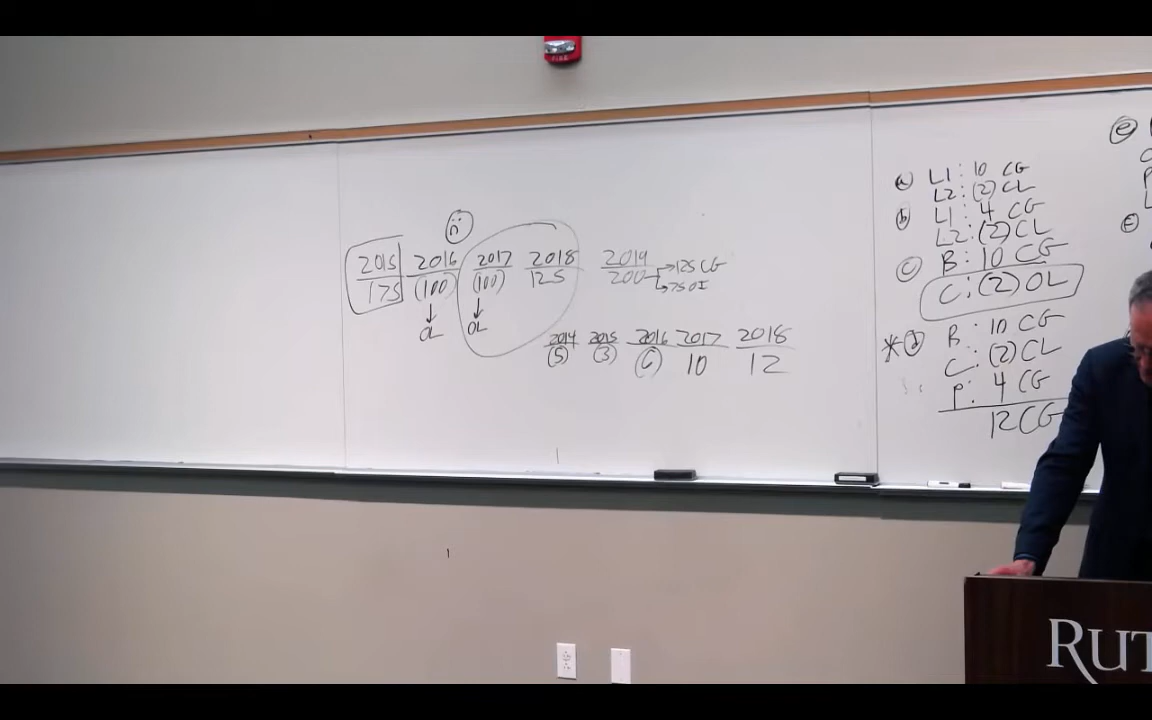 FIRE
2015 2016 2017 2018 2019
175 (100) (100) 125 200 →125 CG
→75 OI
OL OL
2014 2015 2016 2017 2018
(5) (3) (6) 10 12
ⓐ L1: 10 CG
L2: (2) CL
ⓑ L1: 4 CG
L2: (2) CL
ⓒ B: 10 CG
C: (2) OL
*ⓓ B: 10 CG
C: (2) CL
P: 4 CG
12 CG
ⓔ
RUT